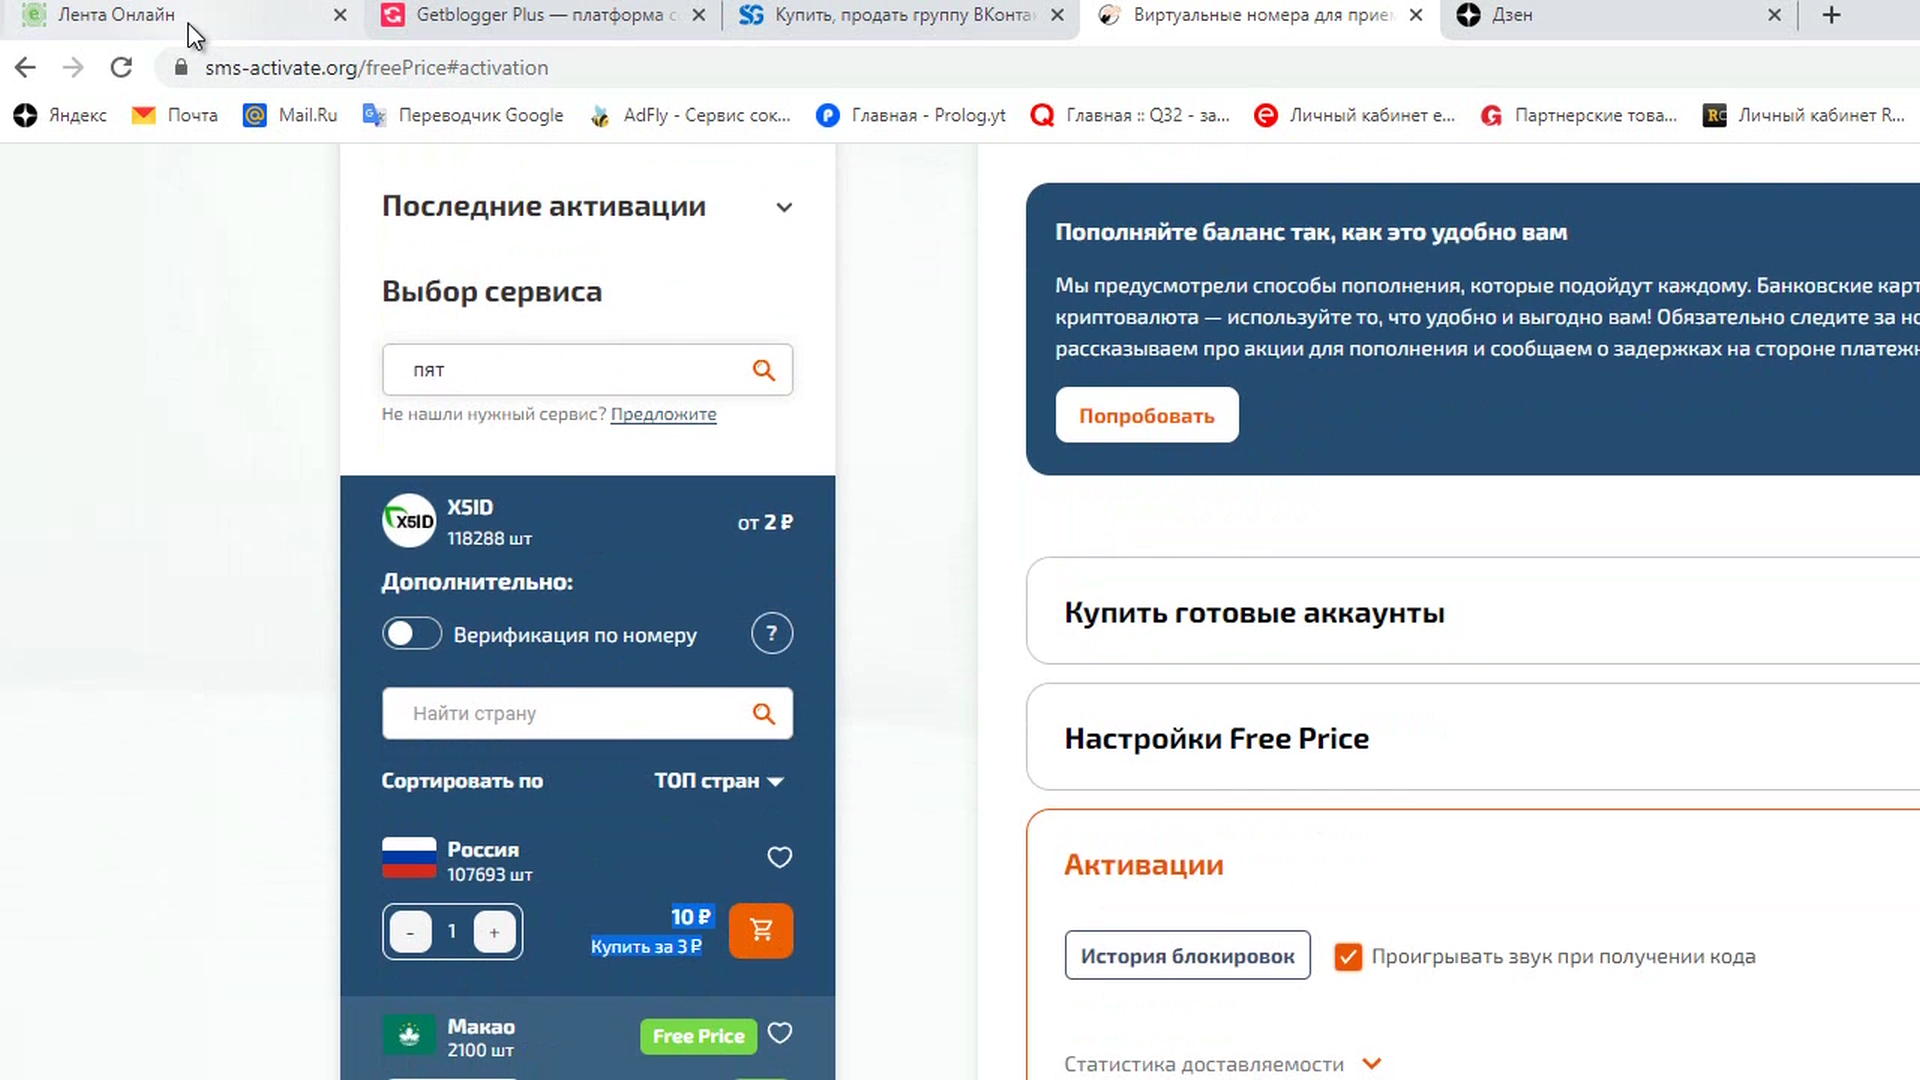 Лента Онлайн
Getblogger Plus — платформа с
Купить, продать группу ВКонта
Виртуальные номера для прием
Дзен
sms-activate.org/freePrice#activation
Яндекс
Почта
Mail.Ru
Переводчик Google
AdFly - Сервис сок...
Главная - Prolog.yt
Главная :: Q32 - за...
Личный кабинет е...
Партнерские това...
Личный кабинет R...
Последние активации
Выбор сервиса
пят
Не нашли нужный сервис? Предложите
X5ID
X5ID
118288 шт
от 2 ₽
Дополнительно:
Верификация по номеру
?
Найти страну
Сортировать по
ТОП стран
Россия
107693 шт
- 1 +
10 ₽
Купить за 3 ₽
Макао
2100 шт
Free Price
Пополняйте баланс так, как это удобно вам
Мы предусмотрели способы пополнения, которые подойдут каждому. Банковские карт
криптовалюта — используйте то, что удобно и выгодно вам! Обязательно следите за но
рассказываем про акции для пополнения и сообщаем о задержках на стороне платежн
Попробовать
Купить готовые аккаунты
Настройки Free Price
Активации
История блокировок
Проигрывать звук при получении кода
Статистика доставляемости